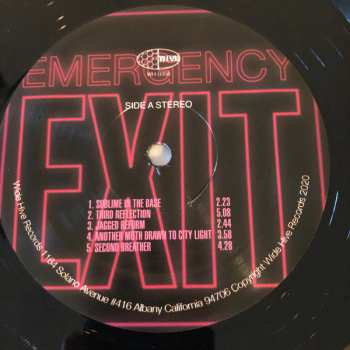 EMERGENCY
EXIT
SIDE A STEREO
1. SUBLIME IN THE BASE 2.23
2. THIRD REFLECTION 5.08
3. JAGGED REFORM 2.44
4. ANOTHER MOTH DRAWN TO CITY LIGHT 3.58
5. SECOND BREATHER 4.28
Wide Hive Records 1164 Solano Avenue #416 Albany California 94706 Copyright Wide Hive Records 2020